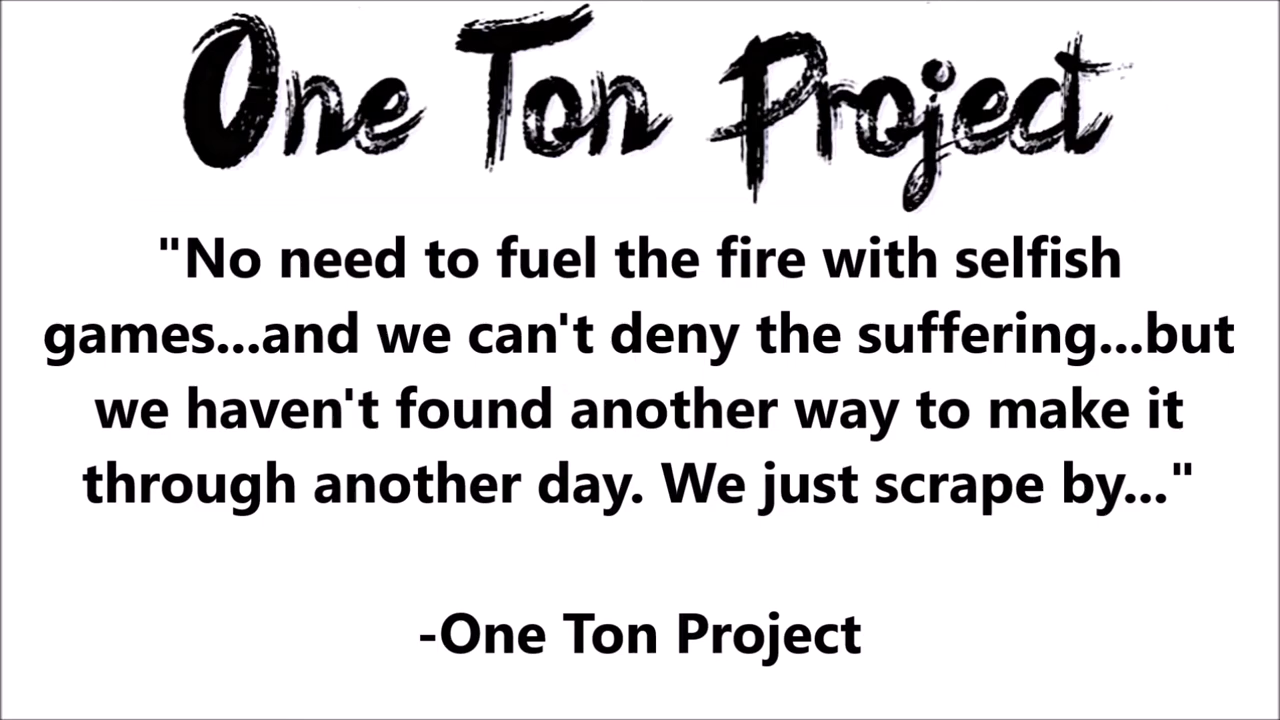 One Ton Project
"No need to fuel the fire with selfish
games...and we can't deny the suffering...but
we haven't found another way to make it
through another day. We just scrape by..."
-One Ton Project